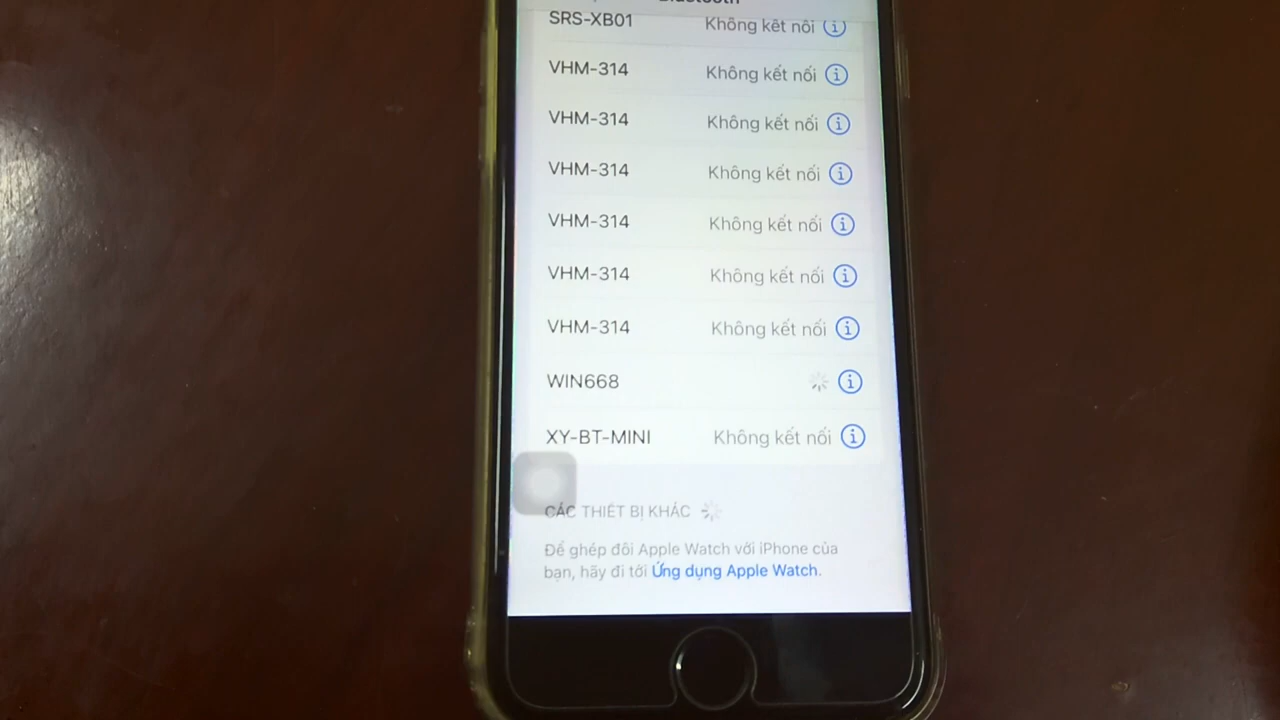 Bluetooth
SRS-XB01 Không kết nối
VHM-314 Không kết nối
VHM-314 Không kết nối
VHM-314 Không kết nối
VHM-314 Không kết nối
VHM-314 Không kết nối
VHM-314 Không kết nối
WIN668
XY-BT-MINI Không kết nối
CÁC THIẾT BỊ KHÁC
Để ghép đôi Apple Watch với iPhone của
bạn, hãy đi tới Ứng dụng Apple Watch.